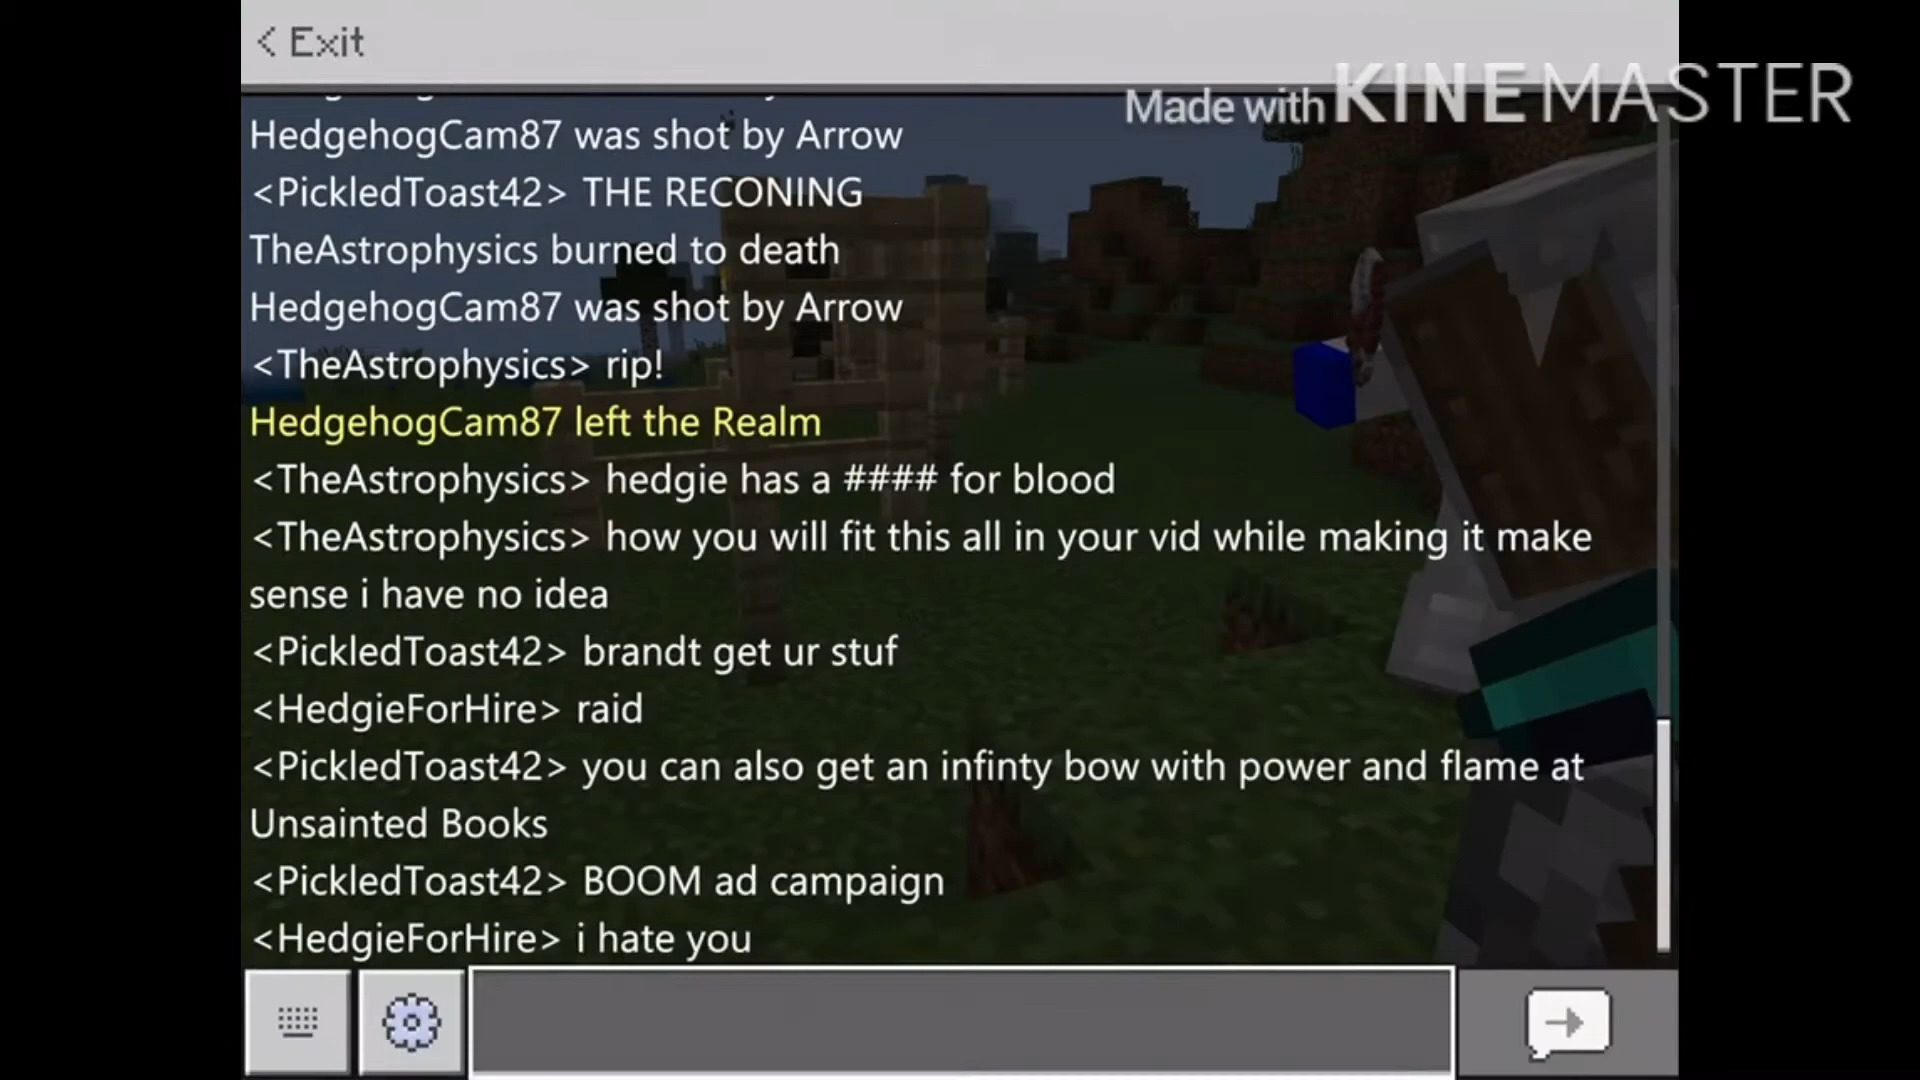 < Exit
Made with KINEMASTER
HedgehogCam87 was shot by Arrow
<PickledToast42> THE RECONING
TheAstrophysics burned to death
HedgehogCam87 was shot by Arrow
<TheAstrophysics> rip!
HedgehogCam87 left the Realm
<TheAstrophysics> hedgie has a #### for blood
<TheAstrophysics> how you will fit this all in your vid while making it make
sense i have no idea
<PickledToast42> brandt get ur stuf
<HedgieForHire> raid
<PickledToast42> you can also get an infinty bow with power and flame at
Unsainted Books
<PickledToast42> BOOM ad campaign
<HedgieForHire> i hate you